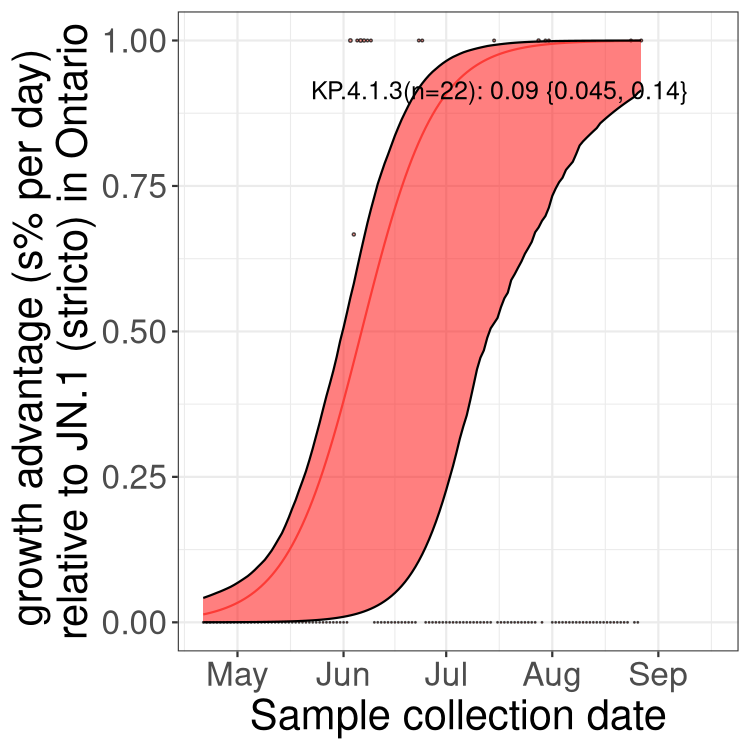 growth advantage (s% per day)
relative to JN.1 (stricto) in Ontario
1.00
0.75
0.50
0.25
0.00
KP.4.1.3(n=22): 0.09 {0.045, 0.14}
May Jun Jul Aug Sep
Sample collection date